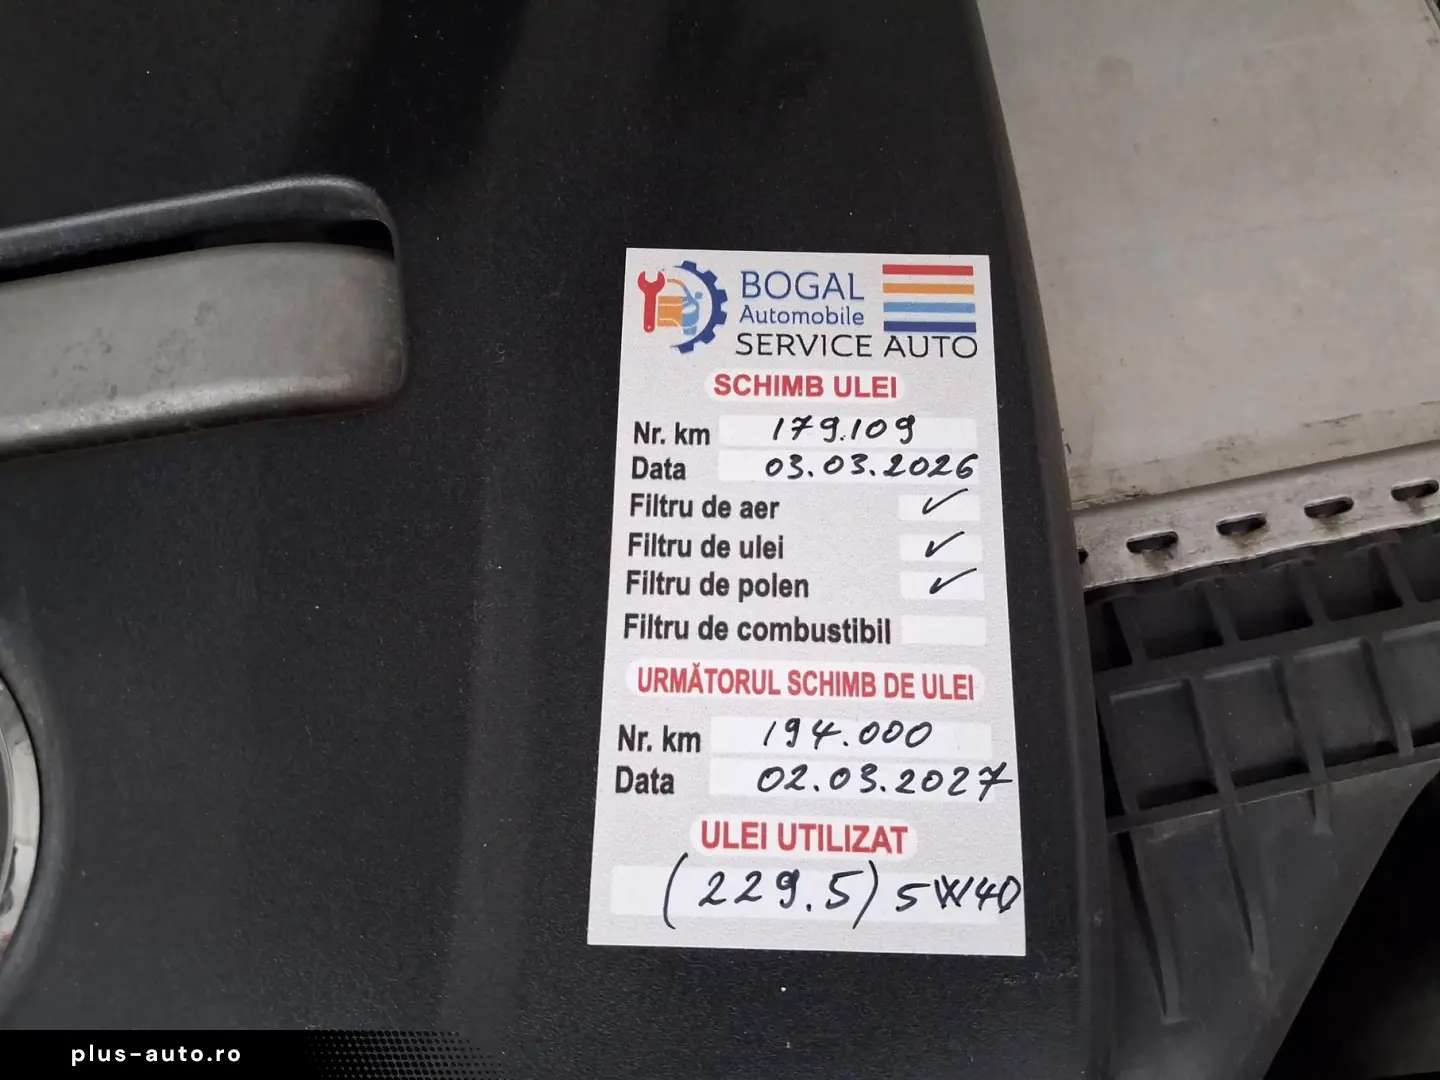 BOGAL
Automobile
SERVICE AUTO
SCHIMB ULEI
Nr. km 179.109
Data 03.03.2026
Filtru de aer ✓
Filtru de ulei ✓
Filtru de polen ✓
Filtru de combustibil
URMĂTORUL SCHIMB DE ULEI
Nr. km 194.000
Data 02.03.2027
ULEI UTILIZAT
(229.5) 5W40
plus-auto.ro